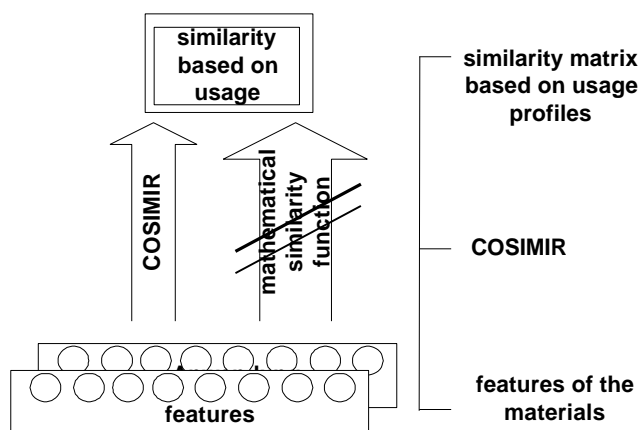 similarity
based on
usage
similarity matrix
based on usage
profiles
COSIMIR
mathematical
similarity
function
COSIMIR
features of the
materials
features